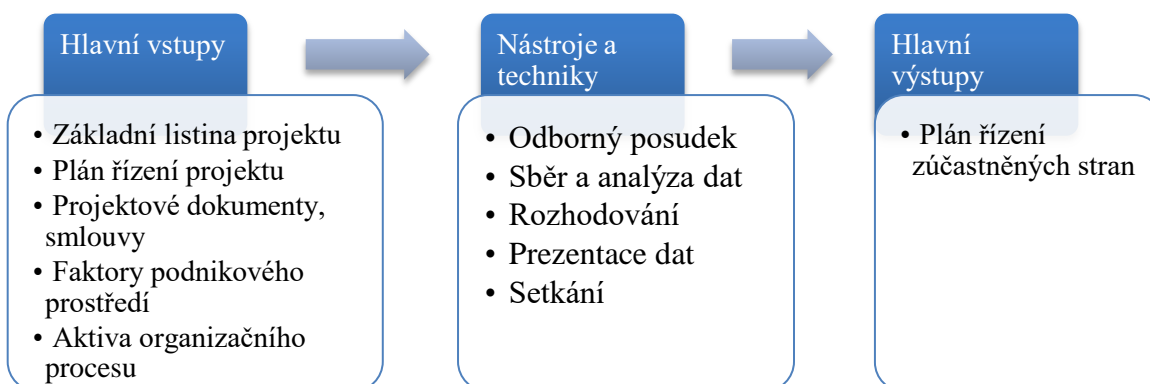 Hlavní vstupy
• Základní listina projektu
• Plán řízení projektu
• Projektové dokumenty,
smlouvy
• Faktory podnikového
prostředí
• Aktiva organizačního
procesu
Nástroje a
techniky
• Odborný posudek
• Sběr a analýza dat
• Rozhodování
• Prezentace dat
• Setkání
Hlavní
výstupy
• Plán řízení
zúčastněných stran